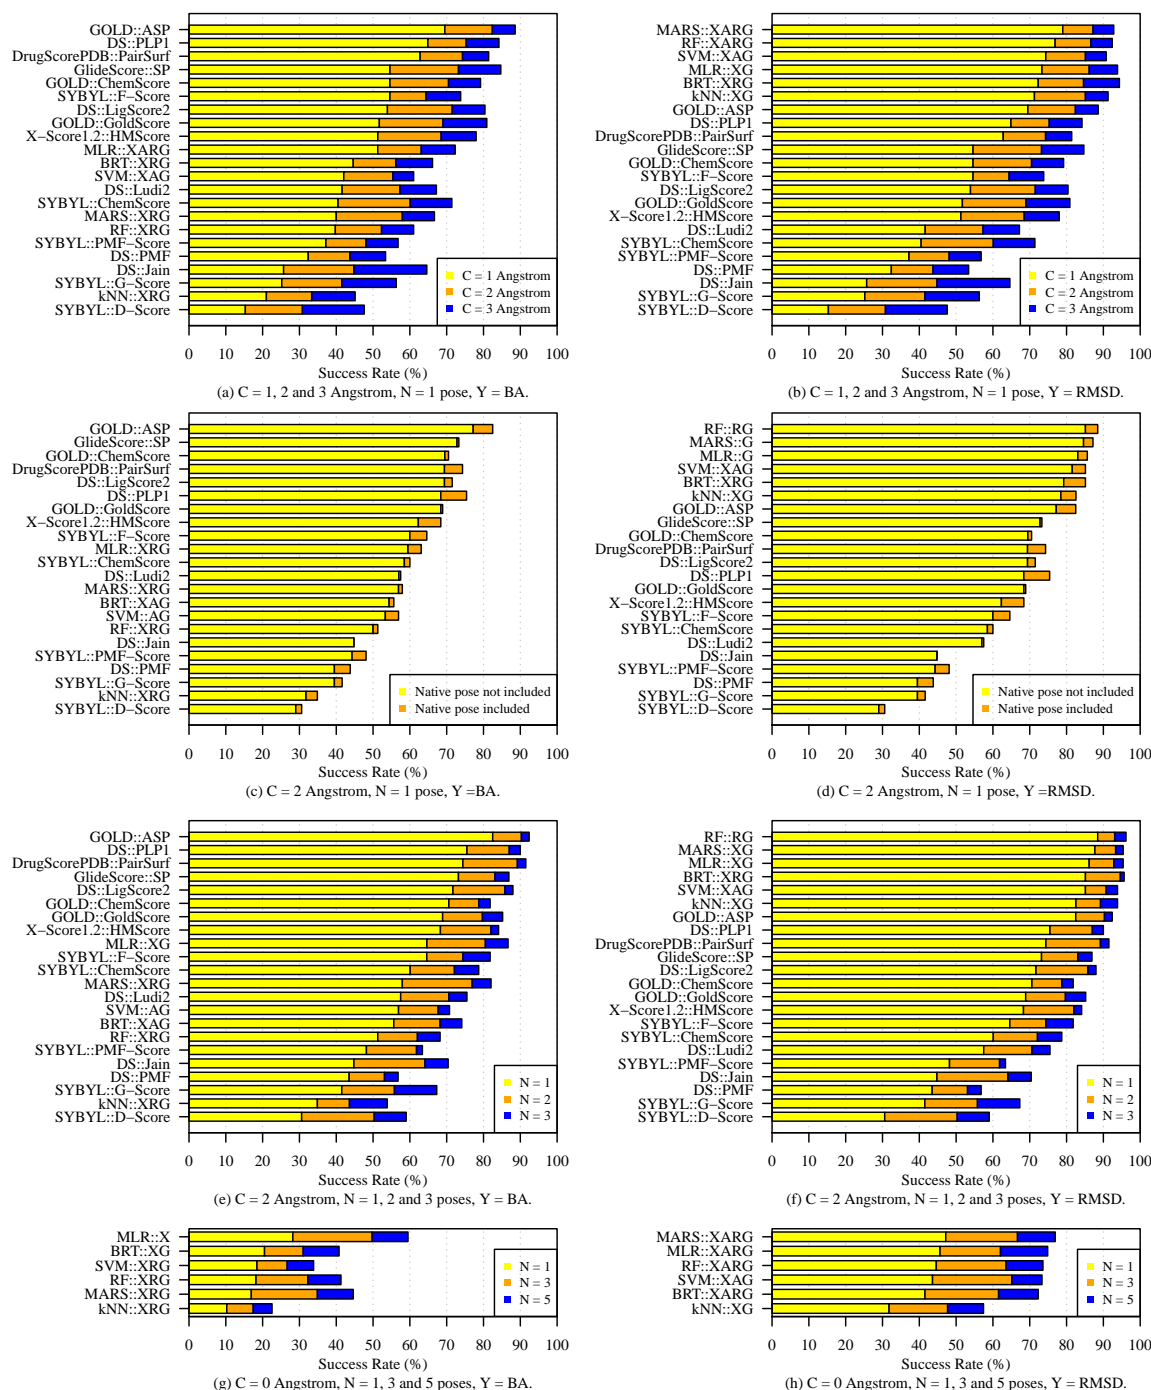 GOLD::ASP
DS::PLP1
DrugScorePDB::PairSurf
GlideScore::SP
GOLD::ChemScore
SYBYL::F−Score
DS::LigScore2
GOLD::GoldScore
X−Score1.2::HMScore
MLR::XARG
BRT::XRG
SVM::XAG
DS::Ludi2
SYBYL::ChemScore
MARS::XRG
RF::XRG
SYBYL::PMF−Score
DS::PMF
DS::Jain
SYBYL::G−Score
kNN::XRG
SYBYL::D−Score
C = 1 Angstrom
C = 2 Angstrom
C = 3 Angstrom
0 10 20 30 40 50 60 70 80 90 100
Success Rate (%)
(a) C = 1, 2 and 3 Angstrom, N = 1 pose, Y = BA.
MARS::XARG
RF::XARG
SVM::XAG
MLR::XG
BRT::XRG
kNN::XG
GOLD::ASP
DS::PLP1
DrugScorePDB::PairSurf
GlideScore::SP
GOLD::ChemScore
SYBYL::F−Score
DS::LigScore2
GOLD::GoldScore
X−Score1.2::HMScore
DS::Ludi2
SYBYL::ChemScore
SYBYL::PMF−Score
DS::PMF
DS::Jain
SYBYL::G−Score
SYBYL::D−Score
C = 1 Angstrom
C = 2 Angstrom
C = 3 Angstrom
0 10 20 30 40 50 60 70 80 90 100
Success Rate (%)
(b) C = 1, 2 and 3 Angstrom, N = 1 pose, Y = RMSD.
GOLD::ASP
GlideScore::SP
GOLD::ChemScore
DrugScorePDB::PairSurf
DS::LigScore2
DS::PLP1
GOLD::GoldScore
X−Score1.2::HMScore
SYBYL::F−Score
MLR::XRG
SYBYL::ChemScore
DS::Ludi2
MARS::XRG
BRT::XAG
SVM::AG
RF::XRG
DS::Jain
SYBYL::PMF−Score
DS::PMF
SYBYL::G−Score
kNN::XRG
SYBYL::D−Score
Native pose not included
Native pose included
0 10 20 30 40 50 60 70 80 90 100
Success Rate (%)
(c) C = 2 Angstrom, N = 1 pose, Y =BA.
RF::RG
MARS::G
MLR::G
SVM::XAG
BRT::XRG
kNN::XG
GOLD::ASP
GlideScore::SP
GOLD::ChemScore
DrugScorePDB::PairSurf
DS::LigScore2
DS::PLP1
GOLD::GoldScore
X−Score1.2::HMScore
SYBYL::F−Score
SYBYL::ChemScore
DS::Ludi2
DS::Jain
SYBYL::PMF−Score
DS::PMF
SYBYL::G−Score
SYBYL::D−Score
Native pose not included
Native pose included
0 10 20 30 40 50 60 70 80 90 100
Success Rate (%)
(d) C = 2 Angstrom, N = 1 pose, Y =RMSD.
GOLD::ASP
DS::PLP1
DrugScorePDB::PairSurf
GlideScore::SP
DS::LigScore2
GOLD::ChemScore
GOLD::GoldScore
X−Score1.2::HMScore
MLR::XG
SYBYL::F−Score
SYBYL::ChemScore
MARS::XRG
DS::Ludi2
SVM::AG
BRT::XAG
RF::XRG
SYBYL::PMF−Score
DS::Jain
DS::PMF
SYBYL::G−Score
kNN::XRG
SYBYL::D−Score
N = 1
N = 2
N = 3
0 10 20 30 40 50 60 70 80 90 100
Success Rate (%)
(e) C = 2 Angstrom, N = 1, 2 and 3 poses, Y = BA.
RF::RG
MARS::XG
MLR::XG
BRT::XRG
SVM::XAG
kNN::XG
GOLD::ASP
DS::PLP1
DrugScorePDB::PairSurf
GlideScore::SP
DS::LigScore2
GOLD::ChemScore
GOLD::GoldScore
X−Score1.2::HMScore
SYBYL::F−Score
SYBYL::ChemScore
DS::Ludi2
SYBYL::PMF−Score
DS::Jain
DS::PMF
SYBYL::G−Score
SYBYL::D−Score
N = 1
N = 2
N = 3
0 10 20 30 40 50 60 70 80 90 100
Success Rate (%)
(f) C = 2 Angstrom, N = 1, 2 and 3 poses, Y = RMSD.
MLR::X
BRT::XG
SVM::XRG
RF::XRG
MARS::XRG
kNN::XRG
N = 1
N = 3
N = 5
0 10 20 30 40 50 60 70 80 90 100
Success Rate (%)
(g) C = 0 Angstrom, N = 1, 3 and 5 poses, Y = BA.
MARS::XARG
MLR::XARG
RF::XARG
SVM::XAG
BRT::XARG
kNN::XG
N = 1
N = 3
N = 5
0 10 20 30 40 50 60 70 80 90 100
Success Rate (%)
(h) C = 0 Angstrom, N = 1, 3 and 5 poses, Y = RMSD.